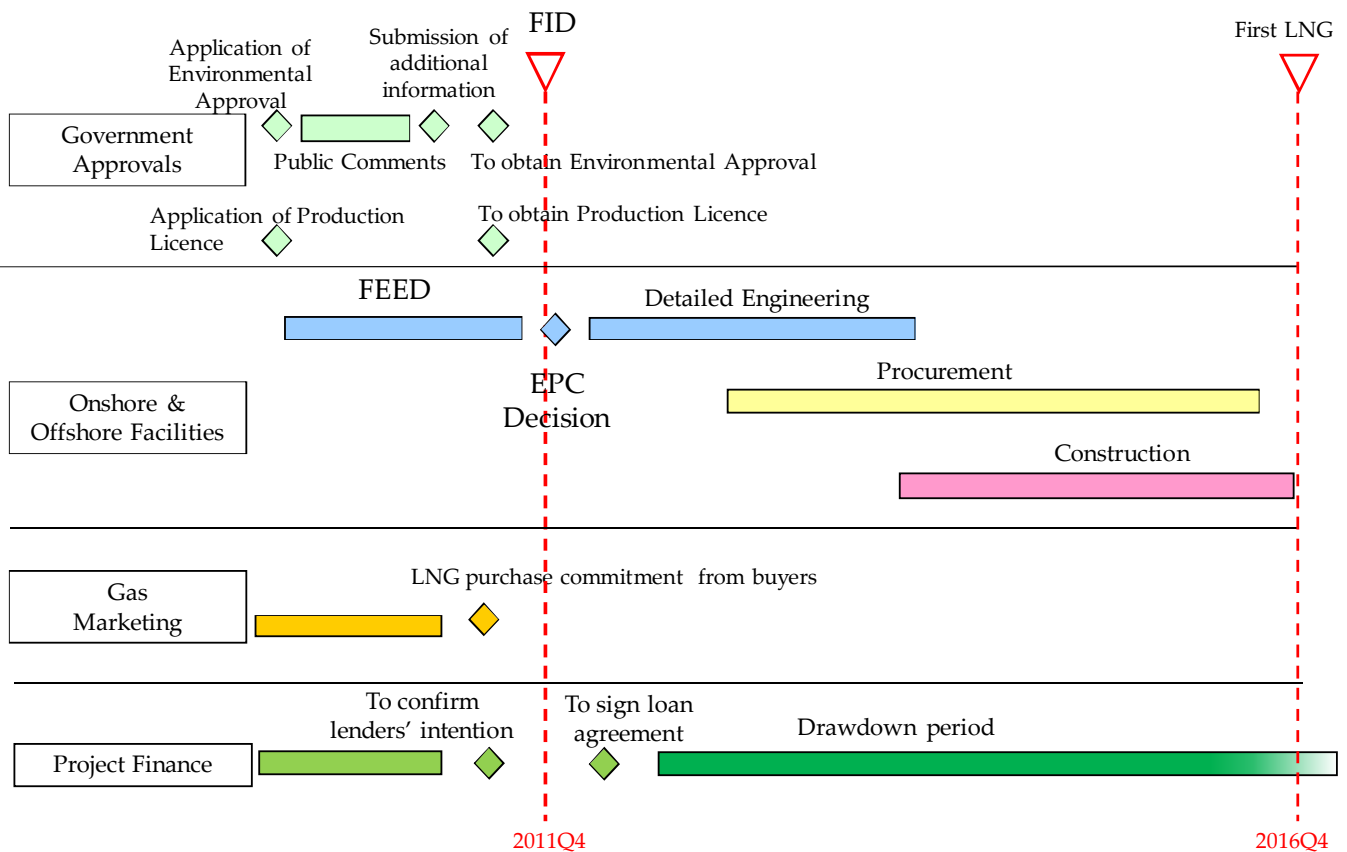 FID
First LNG
Application of
Environmental
Approval
Submission of
additional
information
Government
Approvals
Public Comments
To obtain Environmental Approval
Application of Production
Licence
To obtain Production Licence
FEED
Detailed Engineering
EPC
Decision
Procurement
Onshore &
Offshore Facilities
Construction
LNG purchase commitment from buyers
Gas
Marketing
To confirm
lenders' intention
To sign loan
agreement
Drawdown period
Project Finance
2011Q4
2016Q4